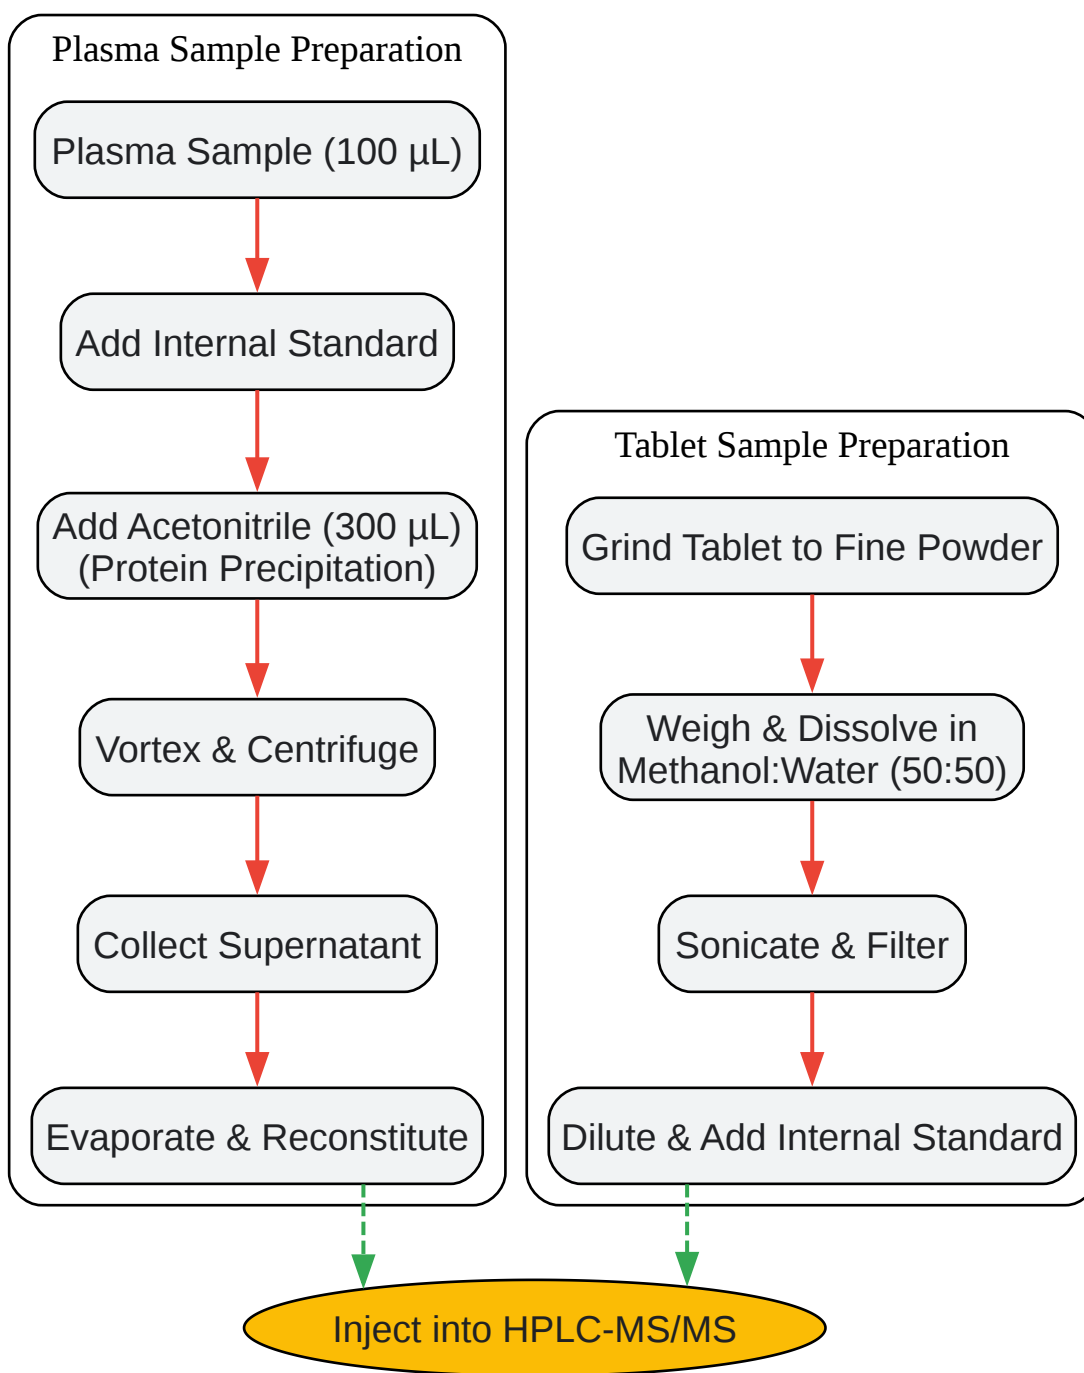 Plasma Sample Preparation
Plasma Sample (100 µL)
Add Internal Standard
Add Acetonitrile (300 µL)
(Protein Precipitation)
Vortex & Centrifuge
Collect Supernatant
Evaporate & Reconstitute
Tablet Sample Preparation
Grind Tablet to Fine Powder
Weigh & Dissolve in
Methanol:Water (50:50)
Sonicate & Filter
Dilute & Add Internal Standard
Inject into HPLC-MS/MS